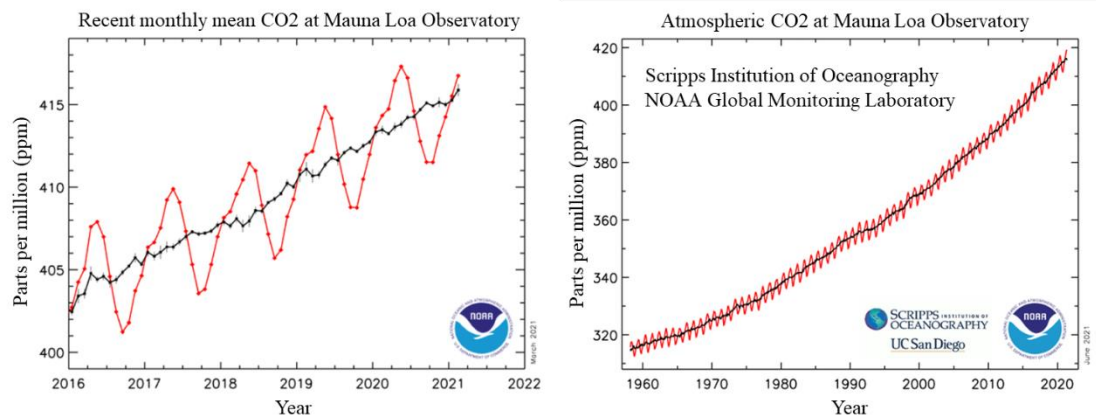 Recent monthly mean CO2 at Mauna Loa Observatory
Parts per million (ppm)
415
410
405
400
2016
2017
2018
2019
2020
2021
2022
Year
NOAA
March 2021
Atmospheric CO2 at Mauna Loa Observatory
Scripps Institution of Oceanography
NOAA Global Monitoring Laboratory
Parts per million (ppm)
420
400
380
360
340
320
1960
1970
1980
1990
2000
2010
2020
Year
SCRIPPS INSTITUTION OF
OCEANOGRAPHY
UC San Diego
NOAA
June 2021